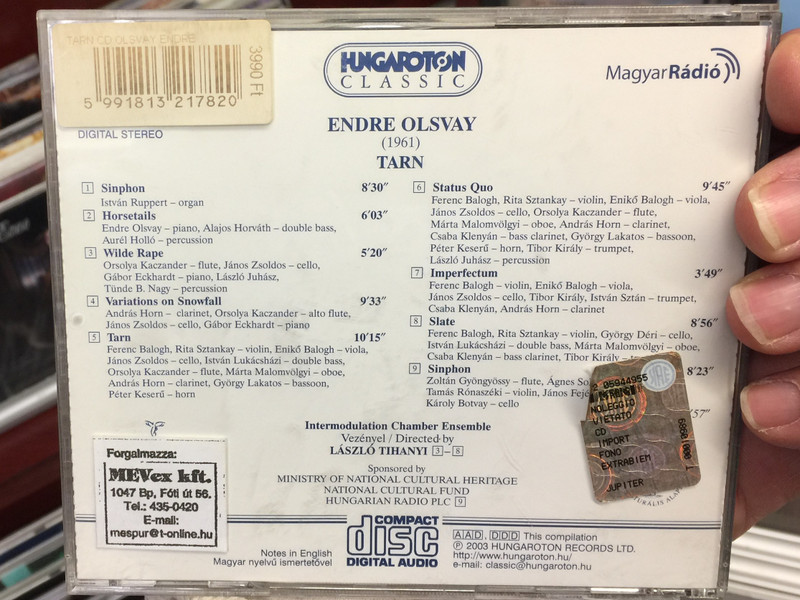 TARN CD OLSVAY ENDRE
3990 Ft
5 991813 217820
DIGITAL STEREO
HUNGAROTON
CLASSIC
MagyarRádió
ENDRE OLSVAY
(1961)
TARN
1 Sinphon 8'30"
István Ruppert – organ
2 Horsetails 6'03"
Endre Olsvay – piano, Alajos Horváth – double bass,
Aurél Holló – percussion
3 Wilde Rape 5'20"
Orsolya Kaczander – flute, János Zsoldos – cello,
Gábor Eckhardt – piano, László Juhász,
Tünde B. Nagy – percussion
4 Variations on Snowfall 9'33"
András Horn – clarinet, Orsolya Kaczander – alto flute,
János Zsoldos – cello, Gábor Eckhardt – piano
5 Tarn 10'15"
Ferenc Balogh, Rita Sztankay – violin, Enikő Balogh – viola,
János Zsoldos – cello, István Lukácsházi – double bass,
Orsolya Kaczander – flute, Márta Malomvölgyi – oboe,
András Horn – clarinet, György Lakatos – bassoon,
Péter Keserű – horn
6 Status Quo 9'45"
Ferenc Balogh, Rita Sztankay – violin, Enikő Balogh – viola,
János Zsoldos – cello, Orsolya Kaczander – flute,
Márta Malomvölgyi – oboe, András Horn – clarinet,
Csaba Klenyán – bass clarinet, György Lakatos – bassoon,
Péter Keserű – horn, Tibor Király – trumpet,
László Juhász – percussion
7 Imperfectum 3'49"
Ferenc Balogh – violin, Enikő Balogh – viola,
János Zsoldos – cello, Tibor Király, István Sztán – trumpet,
Csaba Klenyán, András Horn – clarinet
8 Slate 8'56"
Ferenc Balogh, Rita Sztankay – violin, György Déri – cello,
István Lukácsházi – double bass, Márta Malomvölgyi – oboe,
Csaba Klenyán – bass clarinet, Tibor Király –
9 Sinphon 8'23"
Zoltán Gyöngyössy – flute, Ágnes
Tamás Rónaszéki – violin, János
Károly Botvay – cello
'57"
Intermodulation Chamber Ensemble
Vezényel / Directed by
LÁSZLÓ TIHANYI 3–8
Sponsored by
MINISTRY OF NATIONAL CULTURAL HERITAGE
NATIONAL CULTURAL FUND
HUNGARIAN RADIO PLC 9
Forgalmazza:
MEVex kft.
1047 Bp, Fóti út 56.
Tel.: 435-0420
E-mail:
mespur@t-online.hu
NOLEGGIO
VIETATO
CD
IMPORT
FONO
EXTRABIEM
JUPITER
Notes in English
Magyar nyelvű ismertetővel
COMPACT
disc
DIGITAL AUDIO
AAD, DDD This compilation
℗ 2003 HUNGAROTON RECORDS LTD.
http://www.hungaroton.hu/
e-mail: classic@hungaroton.hu